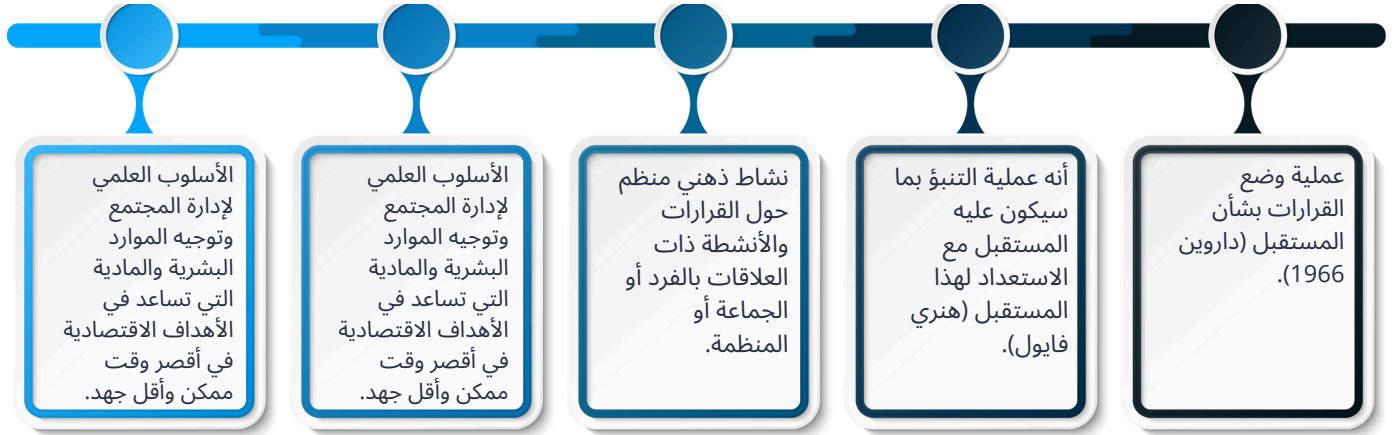 عملية وضع
القرارات بشأن
المستقبل (داروين
1966).
أنه عملية التنبؤ بما
سيكون عليه
المستقبل مع
الاستعداد لهذا
المستقبل (هنري
فايول).
نشاط ذهني منظم
حول القرارات
والأنشطة ذات
العلاقات بالفرد أو
الجماعة أو
المنظمة.
الأسلوب العلمي
لإدارة المجتمع
وتوجيه الموارد
البشرية والمادية
التي تساعد في
الأهداف الاقتصادية
في أقصر وقت
ممكن وأقل جهد.
الأسلوب العلمي
لإدارة المجتمع
وتوجيه الموارد
البشرية والمادية
التي تساعد في
الأهداف الاقتصادية
في أقصر وقت
ممكن وأقل جهد.